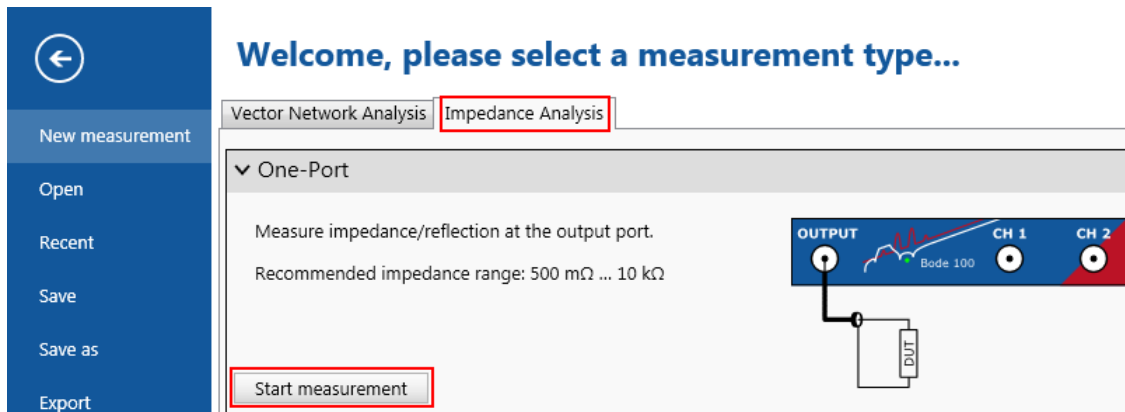 Welcome, please select a measurement type...
Vector Network Analysis
Impedance Analysis
New measurement
Open
Recent
Save
Save as
Export
One-Port
Measure impedance/reflection at the output port.
Recommended impedance range: 500 mΩ ... 10 kΩ
OUTPUT
Bode 100
CH 1
CH 2
DUT
Start measurement